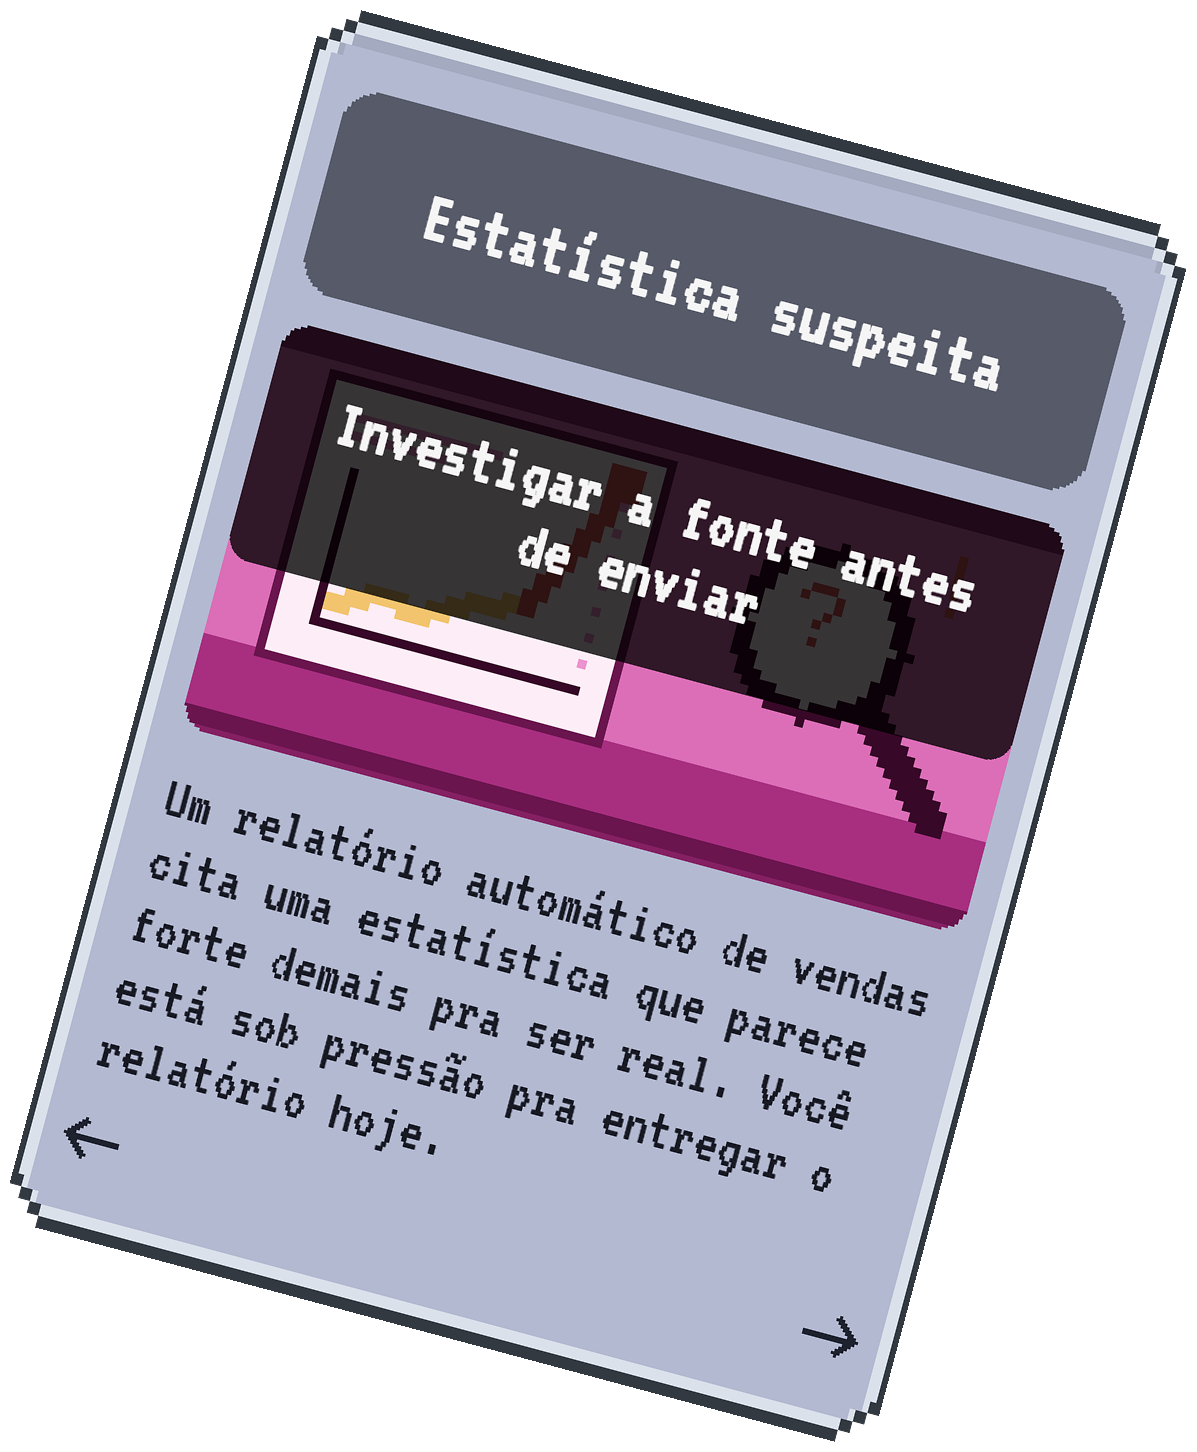 Estatística suspeita
Investigar a fonte antes
de enviar
?
Um relatório automático de vendas
cita uma estatística que parece
forte demais pra ser real. Você
está sob pressão pra entregar o
relatório hoje.